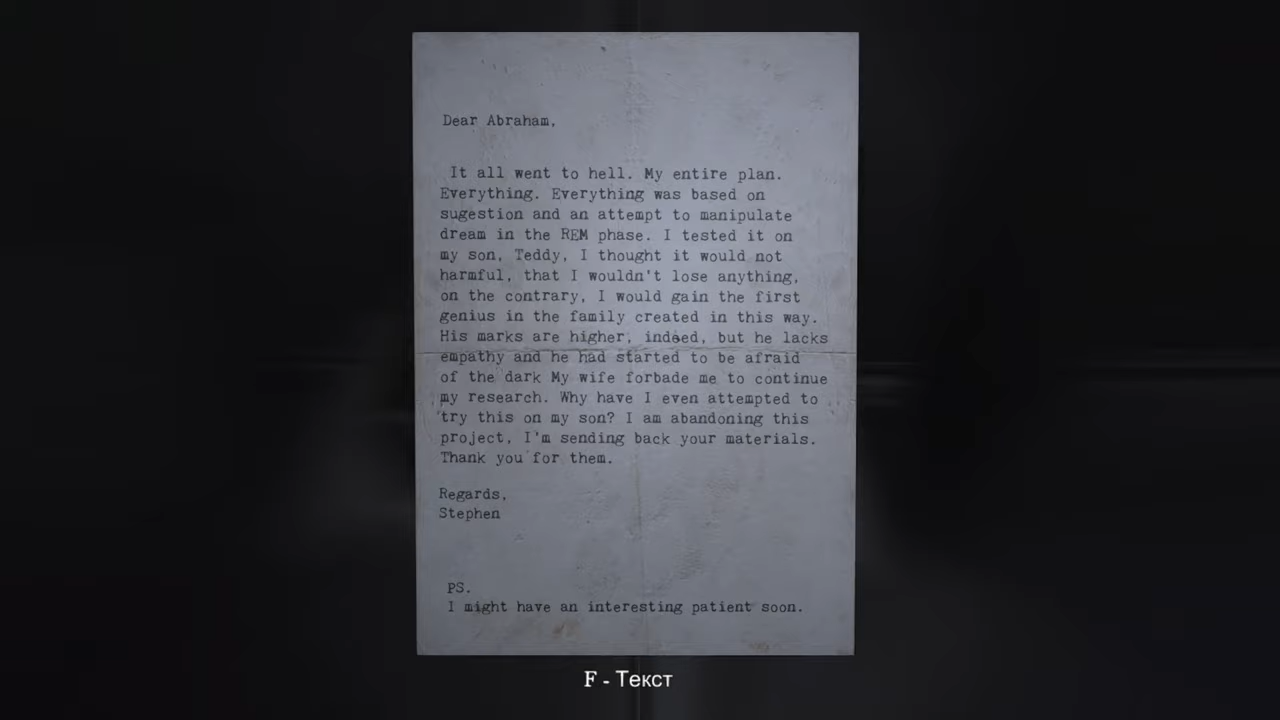 Dear Abraham,
It all went to hell. My entire plan.
Everything. Everything was based on
sugestion and an attempt to manipulate
dream in the REM phase. I tested it on
my son, Teddy, I thought it would not
harmful, that I wouldn't lose anything,
on the contrary, I would gain the first
genius in the family created in this way.
His marks are higher, indeed, but he lacks
empathy and he had started to be afraid
of the dark My wife forbade me to continue
my research. Why have I even attempted to
try this on my son? I am abandoning this
project, I'm sending back your materials.
Thank you for them.
Regards,
Stephen
PS.
I might have an interesting patient soon.
F - Текст